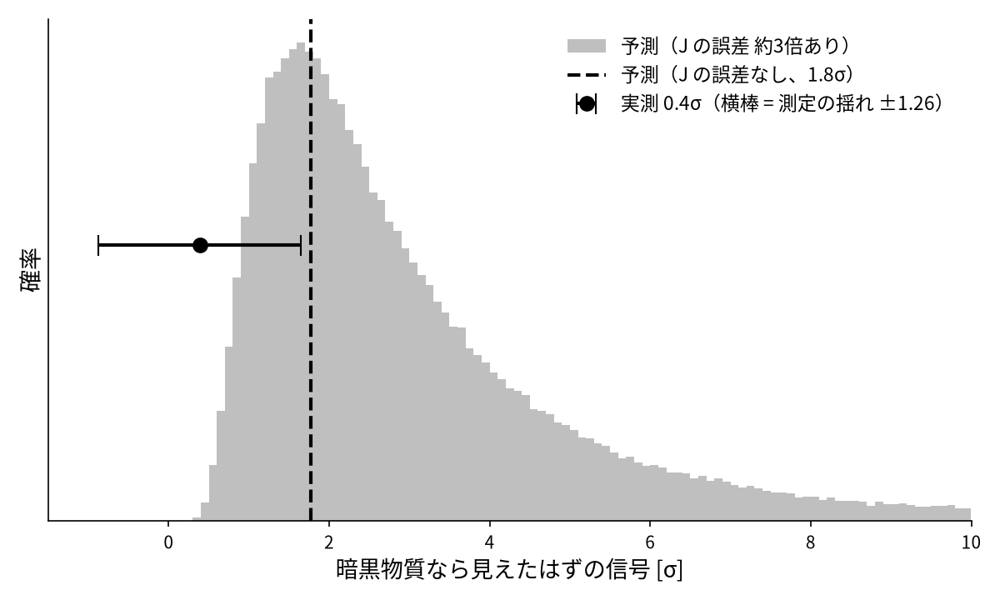 予測（J の誤差 約3倍あり）
予測（J の誤差なし、1.8σ）
実測 0.4σ（横棒 = 測定の揺れ ±1.26）
確率
0 2 4 6 8 10
暗黒物質なら見えたはずの信号 [σ]